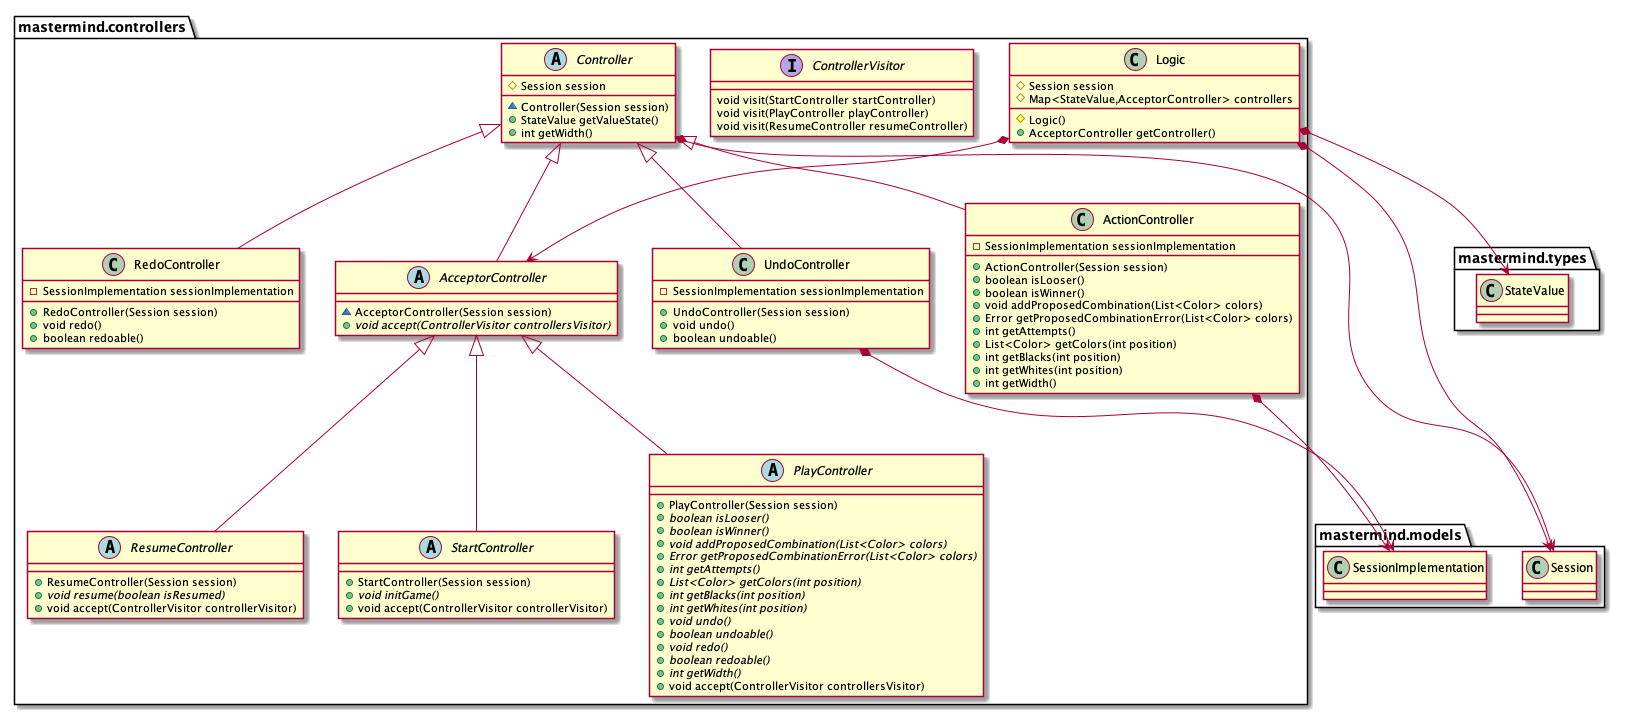 mastermind.controllers
A Controller
Session session
Controller(Session session)
StateValue getValueState()
int getWidth()
I ControllerVisitor
void visit(StartController startController)
void visit(PlayController playController)
void visit(ResumeController resumeController)
C Logic
Session session
Map<StateValue,AcceptorController> controllers
Logic()
AcceptorController getController()
C RedoController
SessionImplementation sessionImplementation
RedoController(Session session)
void redo()
boolean redoable()
A AcceptorController
AcceptorController(Session session)
void accept(ControllerVisitor controllersVisitor)
C UndoController
SessionImplementation sessionImplementation
UndoController(Session session)
void undo()
boolean undoable()
C ActionController
SessionImplementation sessionImplementation
ActionController(Session session)
boolean isLooser()
boolean isWinner()
void addProposedCombination(List<Color> colors)
Error getProposedCombinationError(List<Color> colors)
int getAttempts()
List<Color> getColors(int position)
int getBlacks(int position)
int getWhites(int position)
int getWidth()
mastermind.types
C StateValue
A ResumeController
ResumeController(Session session)
void resume(boolean isResumed)
void accept(ControllerVisitor controllerVisitor)
A StartController
StartController(Session session)
void initGame()
void accept(ControllerVisitor controllerVisitor)
A PlayController
PlayController(Session session)
boolean isLooser()
boolean isWinner()
void addProposedCombination(List<Color> colors)
Error getProposedCombinationError(List<Color> colors)
int getAttempts()
List<Color> getColors(int position)
int getBlacks(int position)
int getWhites(int position)
void undo()
boolean undoable()
void redo()
boolean redoable()
int getWidth()
void accept(ControllerVisitor controllersVisitor)
mastermind.models
C SessionImplementation
C Session